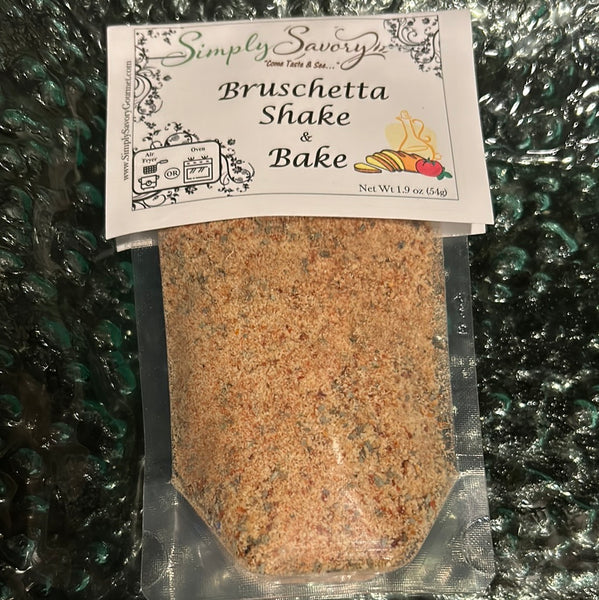 Simply Savory
"Come Taste & See..."
Bruschetta
Shake
&
Bake
www.SimplySavoryGourmet.com
Air
Fryer
OR
Oven
Net Wt 1.9 oz (54g)